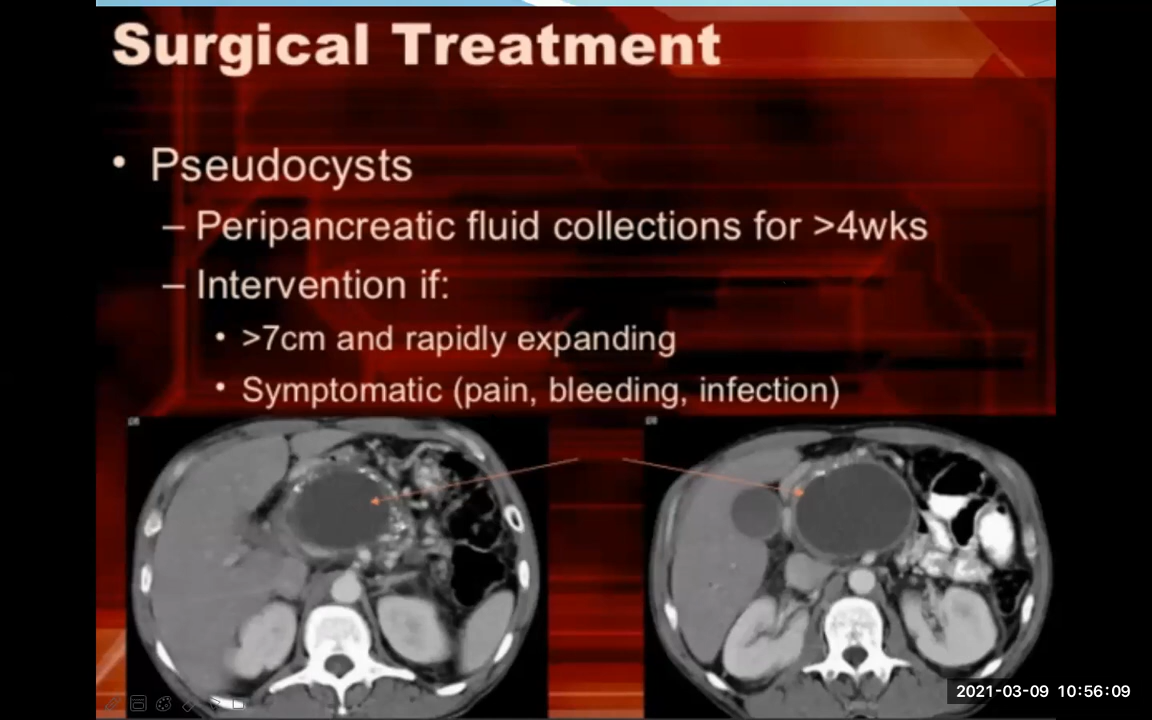 Surgical Treatment
• Pseudocysts
– Peripancreatic fluid collections for >4wks
– Intervention if:
• >7cm and rapidly expanding
• Symptomatic (pain, bleeding, infection)
2021-03-09 10:56:09